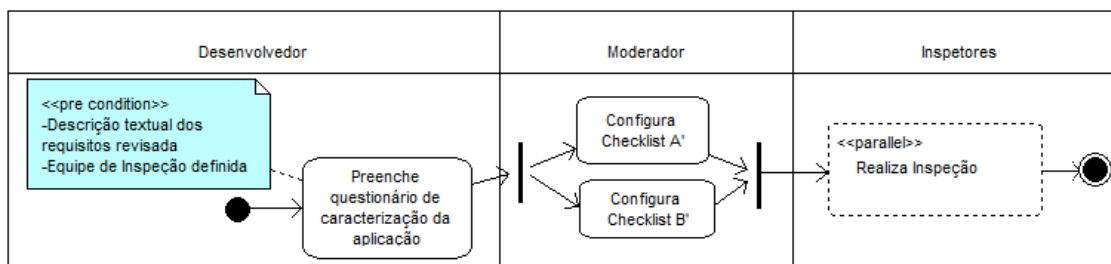 Desenvolvedor
Moderador
Inspetores
<<pre condition>>
-Descrição textual dos
requisitos revisada
-Equipe de Inspeção definida
Preenche
questionário de
caracterização da
aplicação
Configura
Checklist A'
Configura
Checklist B'
<<parallel>>
Realiza Inspeção